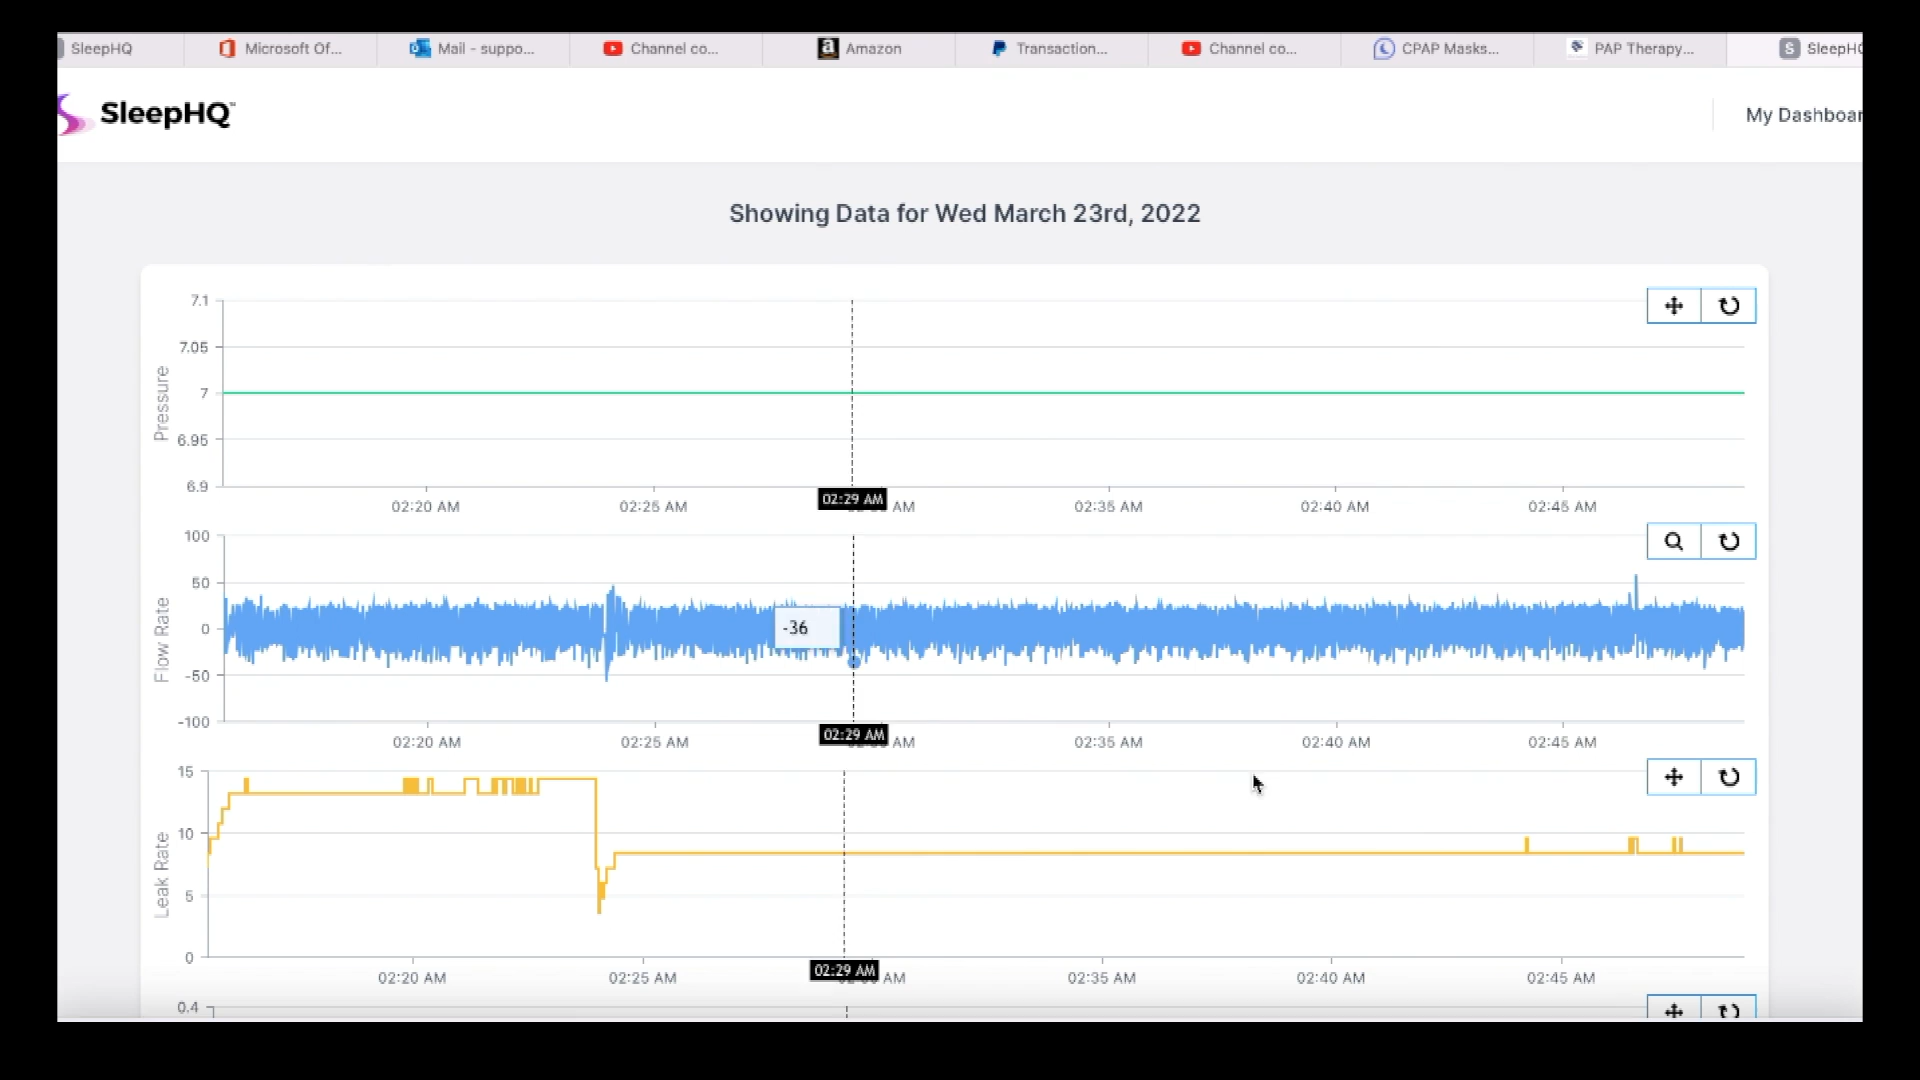 SleepHQ
Microsoft Of...
Mail - suppo...
Channel co...
Amazon
Transaction...
Channel co...
CPAP Masks...
PAP Therapy...
SleepHQ
SleepHQ™
My Dashboar
Showing Data for Wed March 23rd, 2022
Pressure
7.1
7.05
7
6.95
6.9
02:20 AM
02:25 AM
02:29 AM
AM
02:35 AM
02:40 AM
02:45 AM
Flow Rate
100
50
0
-50
-100
-36
02:20 AM
02:25 AM
02:29 AM
AM
02:35 AM
02:40 AM
02:45 AM
Leak Rate
15
10
5
0
02:20 AM
02:25 AM
02:29 AM
AM
02:35 AM
02:40 AM
02:45 AM
0.4